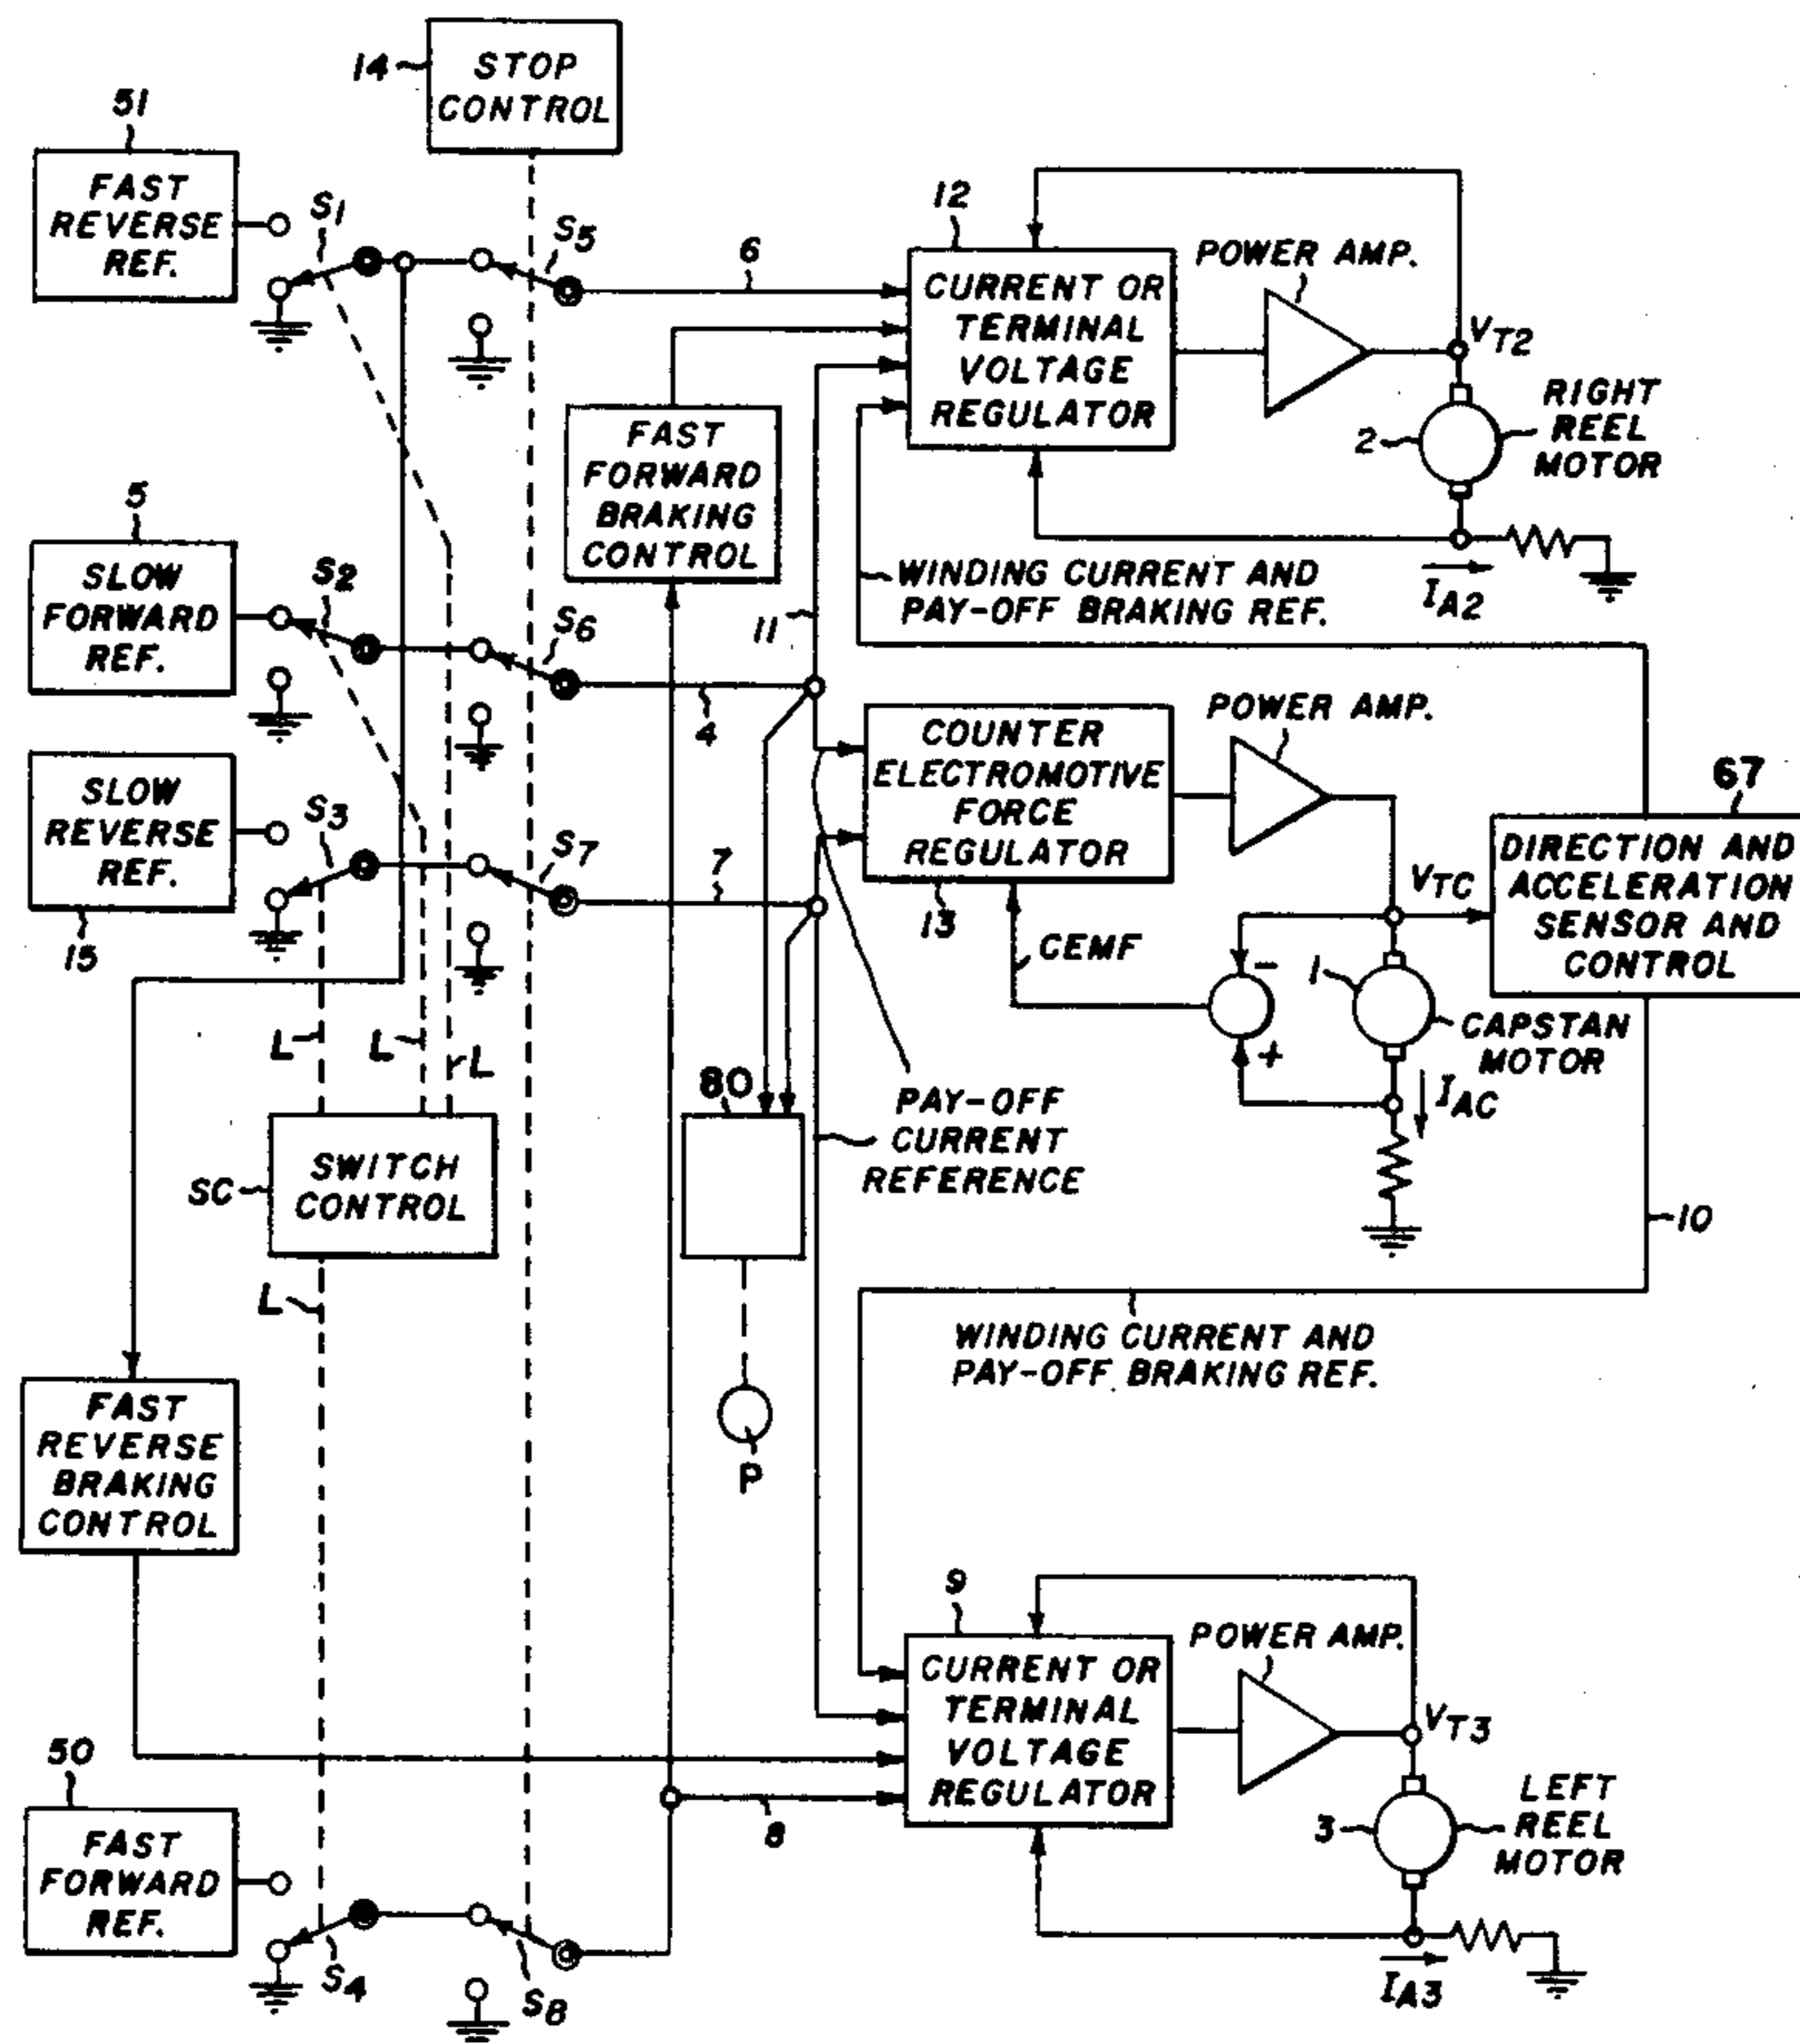 14
STOP
CONTROL
51
FAST
REVERSE
REF.
S1
S5
6
12
CURRENT OR
TERMINAL
VOLTAGE
REGULATOR
POWER AMP.
VT2
RIGHT
REEL
MOTOR
2
IA2
FAST
FORWARD
BRAKING
CONTROL
WINDING CURRENT AND
PAY-OFF BRAKING REF.
11
5
SLOW
FORWARD
REF.
S2
S6
4
SLOW
REVERSE
REF.
15
S3
S7
7
COUNTER
ELECTROMOTIVE
FORCE
REGULATOR
13
POWER AMP.
67
DIRECTION AND
ACCELERATION
SENSOR AND
CONTROL
VTC
CEMF
-
+
1
CAPSTAN
MOTOR
IAC
L
L
L
80
PAY-OFF
CURRENT
REFERENCE
SC
SWITCH
CONTROL
10
L
WINDING CURRENT AND
PAY-OFF BRAKING REF.
P
FAST
REVERSE
BRAKING
CONTROL
9
CURRENT OR
TERMINAL
VOLTAGE
REGULATOR
POWER AMP.
VT3
LEFT
REEL
MOTOR
3
IA3
8
50
FAST
FORWARD
REF.
S4
S8